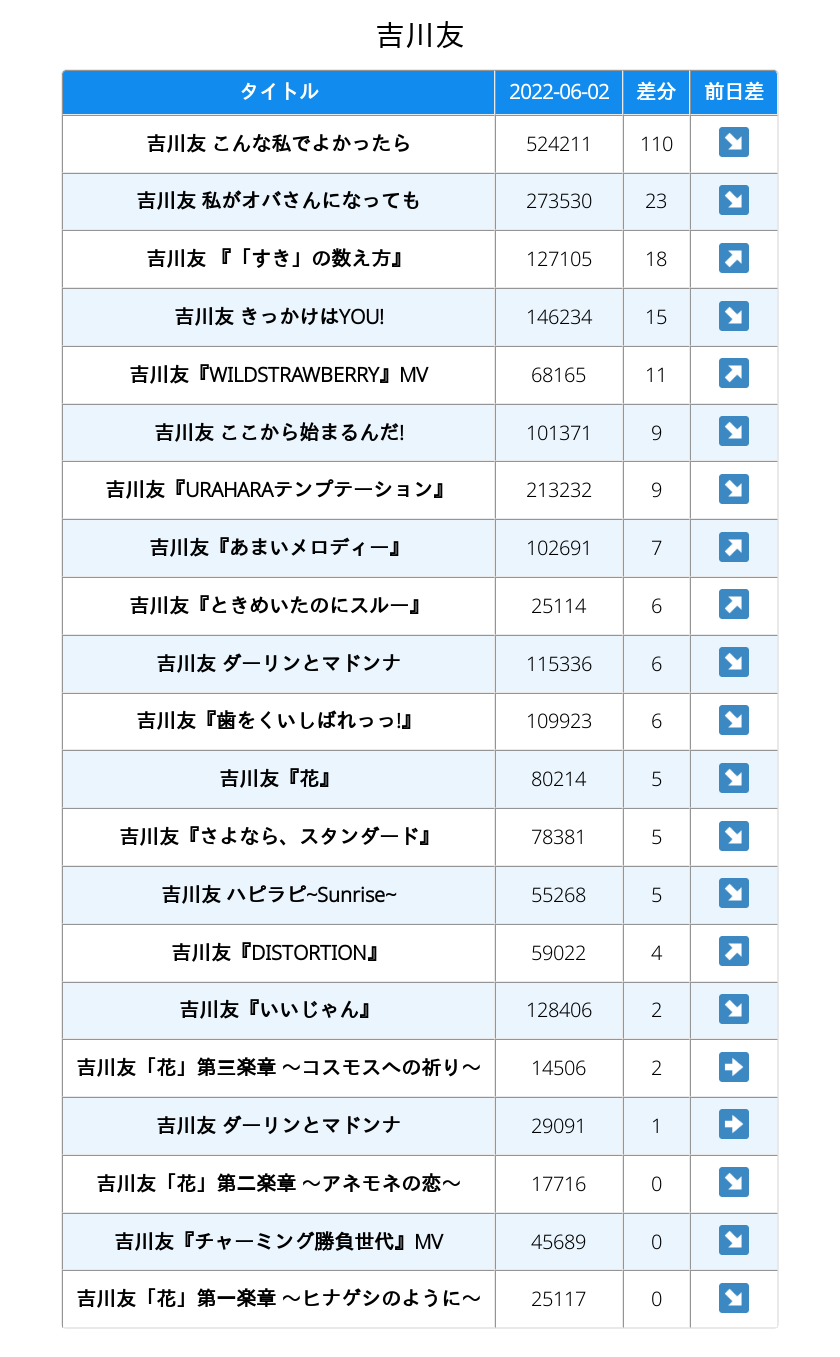 吉川友
タイトル 2022-06-02 差分 前日差
吉川友 こんな私でよかったら 524211 110 ↘
吉川友 私がオバさんになっても 273530 23 ↘
吉川友 『「すき」の数え方』 127105 18 ↗
吉川友 きっかけはYOU! 146234 15 ↘
吉川友『WILDSTRAWBERRY』MV 68165 11 ↗
吉川友 ここから始まるんだ! 101371 9 ↘
吉川友『URAHARAテンプテーション』 213232 9 ↘
吉川友『あまいメロディー』 102691 7 ↗
吉川友『ときめいたのにスルー』 25114 6 ↗
吉川友 ダーリンとマドンナ 115336 6 ↘
吉川友『歯をくいしばれっっ!』 109923 6 ↘
吉川友『花』 80214 5 ↘
吉川友『さよなら、スタンダード』 78381 5 ↘
吉川友 ハピラピ~Sunrise~ 55268 5 ↘
吉川友『DISTORTION』 59022 4 ↗
吉川友『いいじゃん』 128406 2 ↘
吉川友「花」第三楽章 〜コスモスへの祈り〜 14506 2 →
吉川友 ダーリンとマドンナ 29091 1 →
吉川友「花」第二楽章 〜アネモネの恋〜 17716 0 ↘
吉川友『チャーミング勝負世代』MV 45689 0 ↘
吉川友「花」第一楽章 〜ヒナゲシのように〜 25117 0 ↘